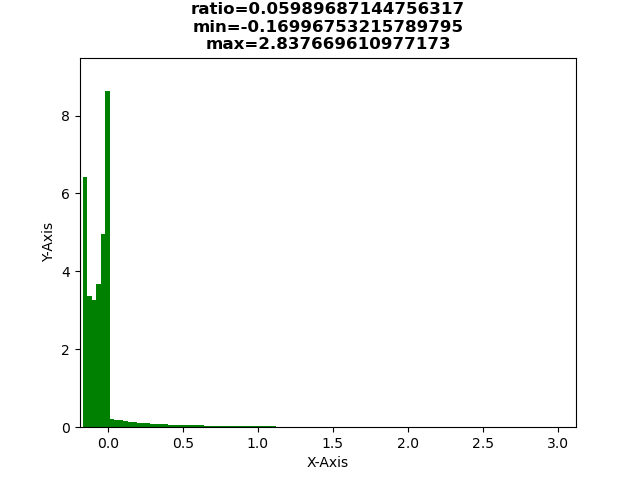 ratio=0.05989687144756317
min=-0.16996753215789795
max=2.837669610977173
8
6
4
2
0
Y-Axis
0.0 0.5 1.0 1.5 2.0 2.5 3.0
X-Axis